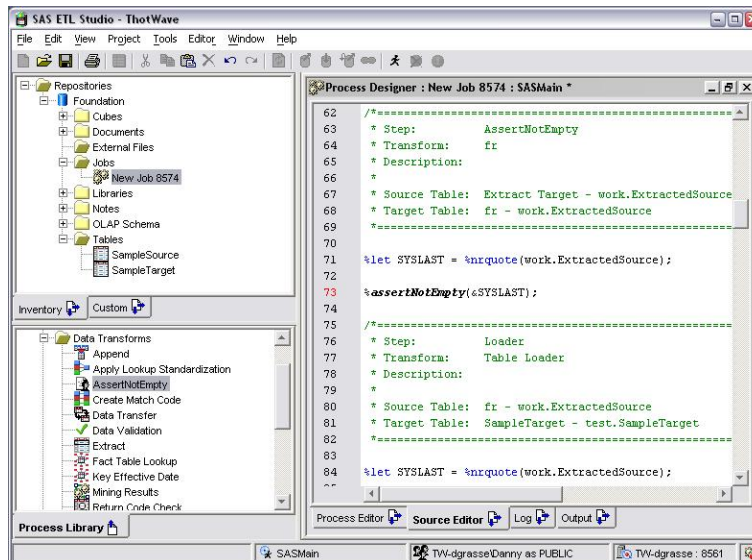 SAS ETL Studio - ThotWave
File Edit View Project Tools Editor Window Help
Repositories
Foundation
Cubes
Documents
External Files
Jobs
New Job 8574
Libraries
Notes
OLAP Schema
Tables
SampleSource
SampleTarget
Inventory Custom
Data Transforms
Append
Apply Lookup Standardization
AssertNotEmpty
Create Match Code
Data Transfer
Data Validation
Extract
Fact Table Lookup
Key Effective Date
Mining Results
Return Code Check
Process Library
Process Designer : New Job 8574 : SASMain *
62 /*==================================================
63 * Step: AssertNotEmpty
64 * Transform: fr
65 * Description:
66 *
67 * Source Table: Extract Target - work.ExtractedSource
68 * Target Table: fr - work.ExtractedSource
69 *==================================================
70
71 %let SYSLAST = %nrquote(work.ExtractedSource);
72
73 %assertNotEmpty(&SYSLAST);
74
75 /*==================================================
76 * Step: Loader
77 * Transform: Table Loader
78 * Description:
79 *
80 * Source Table: fr - work.ExtractedSource
81 * Target Table: SampleTarget - test.SampleTarget
82 *==================================================
83
84 %let SYSLAST = %nrquote(work.ExtractedSource);
Process Editor Source Editor Log Output
SASMain TW-dgrasse\Danny as PUBLIC TW-dgrasse : 8561